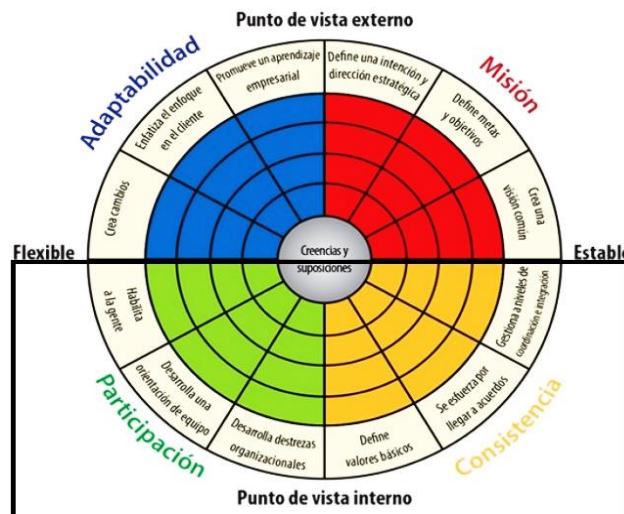 Punto de vista externo
Adaptabilidad
Misión
Promueve un aprendizaje
empresarial
Define una intención y
dirección estratégica
Enfatiza el enfoque
en el cliente
Define metas
y objetivos
Crea cambios
Crea una
visión común
Flexible
Creencias y
suposiciones
Estable
Habilita
a la gente
Gestiona a niveles de
coordinación e integración
Desarrolla una
orientación de equipo
Se esfuerza por
llegar a acuerdos
Desarrolla destrezas
organizacionales
Define
valores básicos
Participación
Consistencia
Punto de vista interno